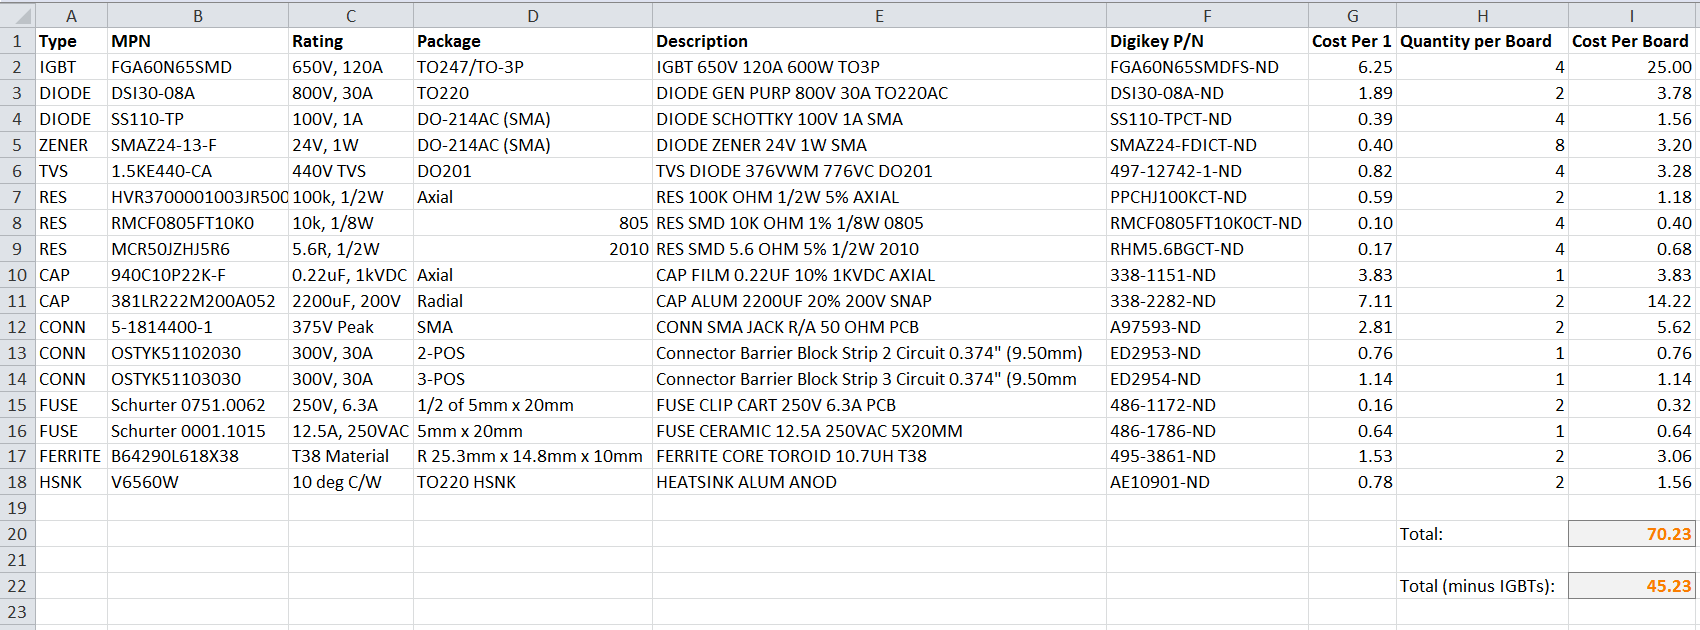 A B C D E F G H I
1 Type MPN Rating Package Description Digikey P/N Cost Per 1 Quantity per Board Cost Per Board
2 IGBT FGA60N65SMD 650V, 120A TO247/TO-3P IGBT 650V 120A 600W TO3P FGA60N65SMDFS-ND 6.25 4 25.00
3 DIODE DSI30-08A 800V, 30A TO220 DIODE GEN PURP 800V 30A TO220AC DSI30-08A-ND 1.89 2 3.78
4 DIODE SS110-TP 100V, 1A DO-214AC (SMA) DIODE SCHOTTKY 100V 1A SMA SS110-TPCT-ND 0.39 4 1.56
5 ZENER SMAZ24-13-F 24V, 1W DO-214AC (SMA) DIODE ZENER 24V 1W SMA SMAZ24-FDICT-ND 0.40 8 3.20
6 TVS 1.5KE440-CA 440V TVS DO201 TVS DIODE 376VWM 776VC DO201 497-12742-1-ND 0.82 4 3.28
7 RES HVR3700001003JR500 100k, 1/2W Axial RES 100K OHM 1/2W 5% AXIAL PPCHJ100KCT-ND 0.59 2 1.18
8 RES RMCF0805FT10K0 10k, 1/8W 805 RES SMD 10K OHM 1% 1/8W 0805 RMCF0805FT10K0CT-ND 0.10 4 0.40
9 RES MCR50JZHJ5R6 5.6R, 1/2W 2010 RES SMD 5.6 OHM 5% 1/2W 2010 RHM5.6BGCT-ND 0.17 4 0.68
10 CAP 940C10P22K-F 0.22uF, 1kVDC Axial CAP FILM 0.22UF 10% 1KVDC AXIAL 338-1151-ND 3.83 1 3.83
11 CAP 381LR222M200A052 2200uF, 200V Radial CAP ALUM 2200UF 20% 200V SNAP 338-2282-ND 7.11 2 14.22
12 CONN 5-1814400-1 375V Peak SMA CONN SMA JACK R/A 50 OHM PCB A97593-ND 2.81 2 5.62
13 CONN OSTYK51102030 300V, 30A 2-POS Connector Barrier Block Strip 2 Circuit 0.374" (9.50mm) ED2953-ND 0.76 1 0.76
14 CONN OSTYK51103030 300V, 30A 3-POS Connector Barrier Block Strip 3 Circuit 0.374" (9.50mm ED2954-ND 1.14 1 1.14
15 FUSE Schurter 0751.0062 250V, 6.3A 1/2 of 5mm x 20mm FUSE CLIP CART 250V 6.3A PCB 486-1172-ND 0.16 2 0.32
16 FUSE Schurter 0001.1015 12.5A, 250VAC 5mm x 20mm FUSE CERAMIC 12.5A 250VAC 5X20MM 486-1786-ND 0.64 1 0.64
17 FERRITE B64290L618X38 T38 Material R 25.3mm x 14.8mm x 10mm FERRITE CORE TOROID 10.7UH T38 495-3861-ND 1.53 2 3.06
18 HSNK V6560W 10 deg C/W TO220 HSNK HEATSINK ALUM ANOD AE10901-ND 0.78 2 1.56
19
20 Total: 70.23
21
22 Total (minus IGBTs): 45.23
23